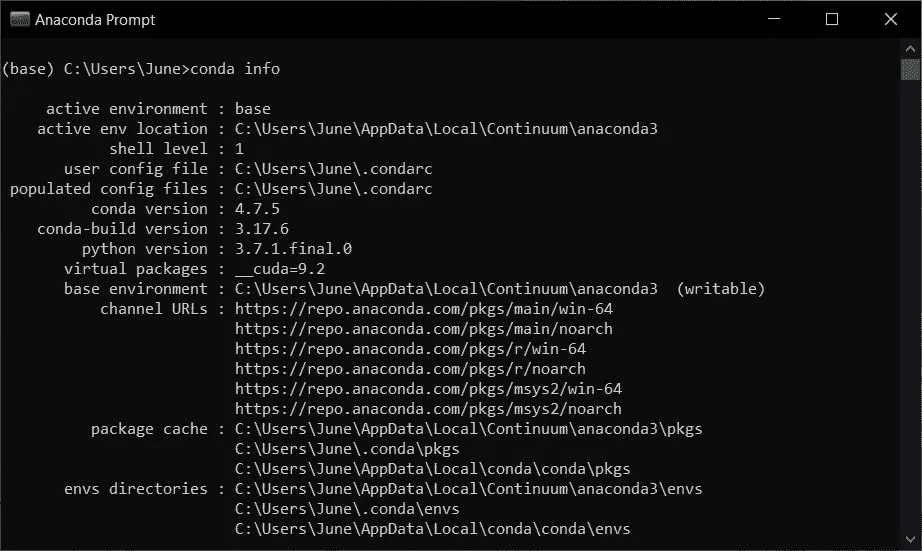 Anaconda Prompt
(base) C:\Users\June>conda info
active environment : base
active env location : C:\Users\June\AppData\Local\Continuum\anaconda3
shell level : 1
user config file : C:\Users\June\.condarc
populated config files : C:\Users\June\.condarc
conda version : 4.7.5
conda-build version : 3.17.6
python version : 3.7.1.final.0
virtual packages : __cuda=9.2
base environment : C:\Users\June\AppData\Local\Continuum\anaconda3  (writable)
channel URLs : https://repo.anaconda.com/pkgs/main/win-64
https://repo.anaconda.com/pkgs/main/noarch
https://repo.anaconda.com/pkgs/r/win-64
https://repo.anaconda.com/pkgs/r/noarch
https://repo.anaconda.com/pkgs/msys2/win-64
https://repo.anaconda.com/pkgs/msys2/noarch
package cache : C:\Users\June\AppData\Local\Continuum\anaconda3\pkgs
C:\Users\June\.conda\pkgs
C:\Users\June\AppData\Local\conda\conda\pkgs
envs directories : C:\Users\June\AppData\Local\Continuum\anaconda3\envs
C:\Users\June\.conda\envs
C:\Users\June\AppData\Local\conda\conda\envs